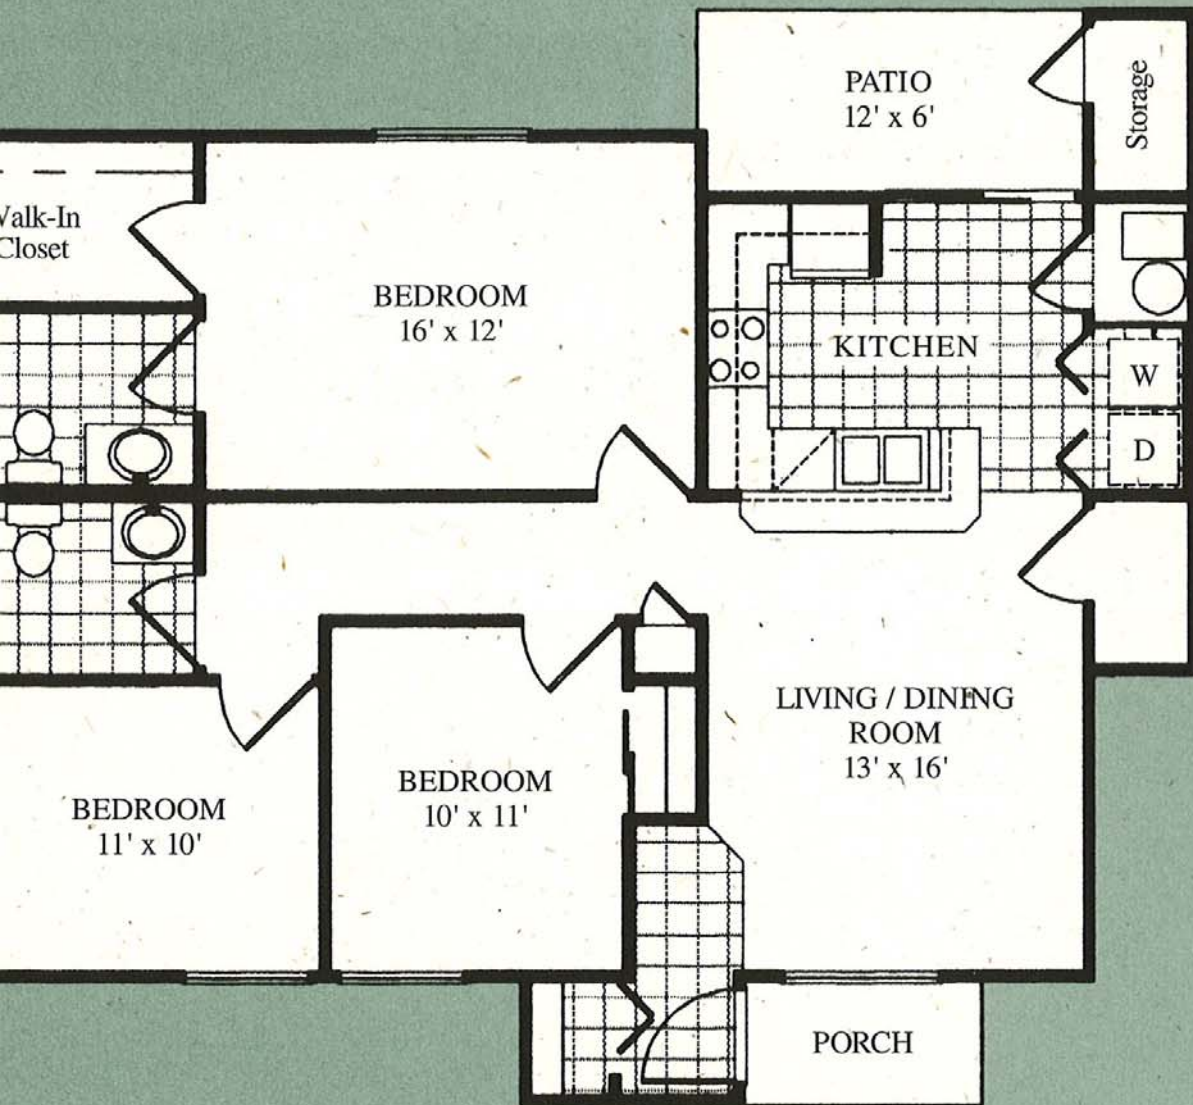 PATIO
12' x 6'
Storage
Walk-In
Closet
BEDROOM
16' x 12'
KITCHEN
W
D
LIVING / DINING
ROOM
13' x 16'
BEDROOM
10' x 11'
BEDROOM
11' x 10'
PORCH